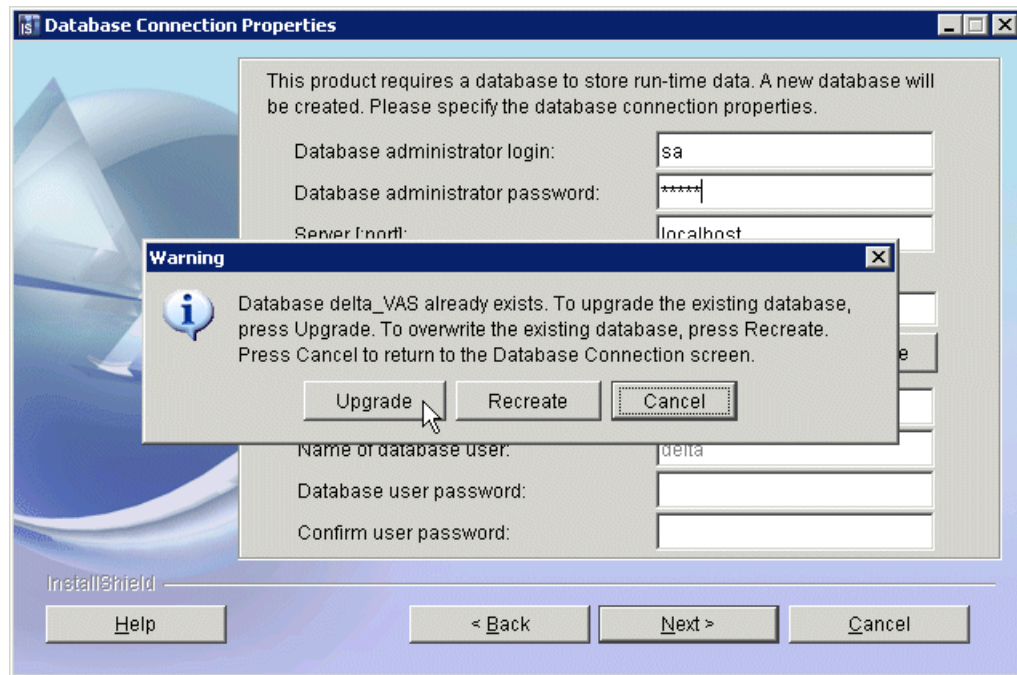 Database Connection Properties
This product requires a database to store run-time data. A new database will
be created. Please specify the database connection properties.
Database administrator login: sa
Database administrator password: *****
Server [:port]: localhost
Warning
Database delta_VAS already exists. To upgrade the existing database,
press Upgrade. To overwrite the existing database, press Recreate.
Press Cancel to return to the Database Connection screen.
e
Upgrade Recreate Cancel
Name of database user: delta
Database user password:
Confirm user password:
InstallShield
Help < Back Next > Cancel